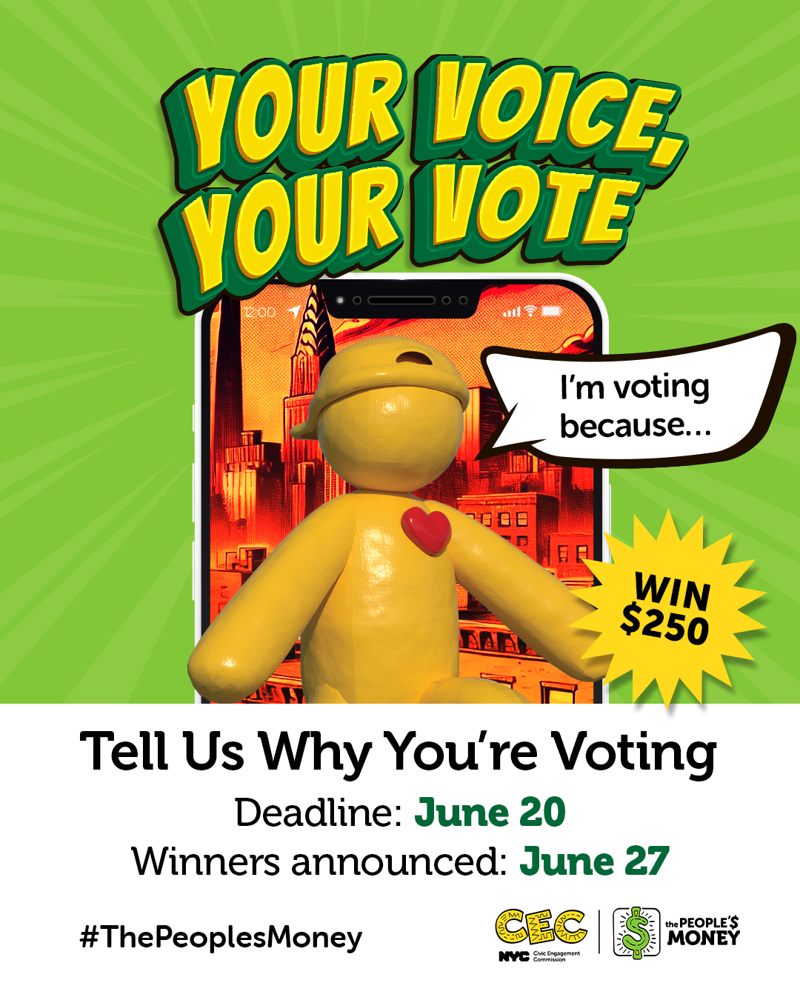 YOUR VOICE,
YOUR VOTE
12:00
I'm voting
because...
WIN
$250
Tell Us Why You're Voting
Deadline: June 20
Winners announced: June 27
#ThePeoplesMoney
CEC
NYC Civic Engagement
Commission
$
the PEOPLE'$
MONEY